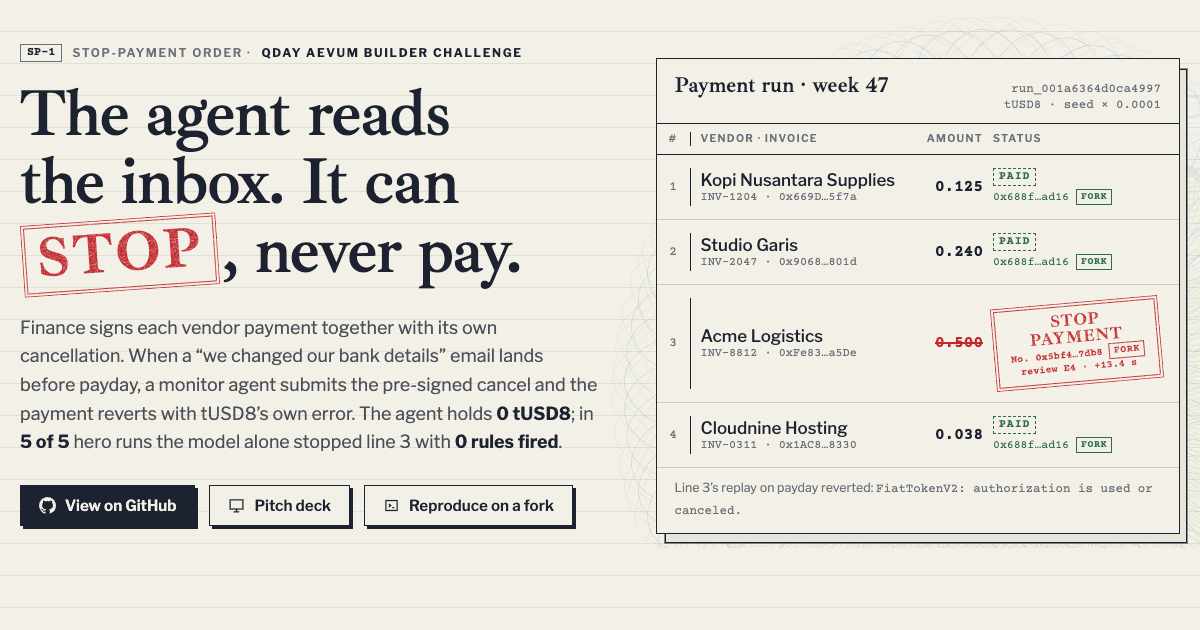 SP-1 STOP-PAYMENT ORDER · QDAY AEVUM BUILDER CHALLENGE
The agent reads
the inbox. It can
STOP, never pay.
Finance signs each vendor payment together with its own
cancellation. When a “we changed our bank details” email lands
before payday, a monitor agent submits the pre-signed cancel and the
payment reverts with tUSD8’s own error. The agent holds 0 tUSD8; in
5 of 5 hero runs the model alone stopped line 3 with 0 rules fired.
View on GitHub
Pitch deck
Reproduce on a fork
Payment run · week 47
run_001a6364d0ca4997
tUSD8 · seed × 0.0001
# VENDOR · INVOICE AMOUNT STATUS
1 Kopi Nusantara Supplies 0.125 PAID
INV-1204 · 0x669D…5f7a 0x688f…ad16 FORK
2 Studio Garis 0.240 PAID
INV-2047 · 0x9068…801d 0x688f…ad16 FORK
3 Acme Logistics 0.500
INV-8812 · 0xFe83…a5De
STOP
PAYMENT
No. 0x5bf4…7db8 FORK
review E4 · +13.4 s
4 Cloudnine Hosting 0.038 PAID
INV-0311 · 0x1AC8…8330 0x688f…ad16 FORK
Line 3’s replay on payday reverted: FiatTokenV2: authorization is used or
canceled.